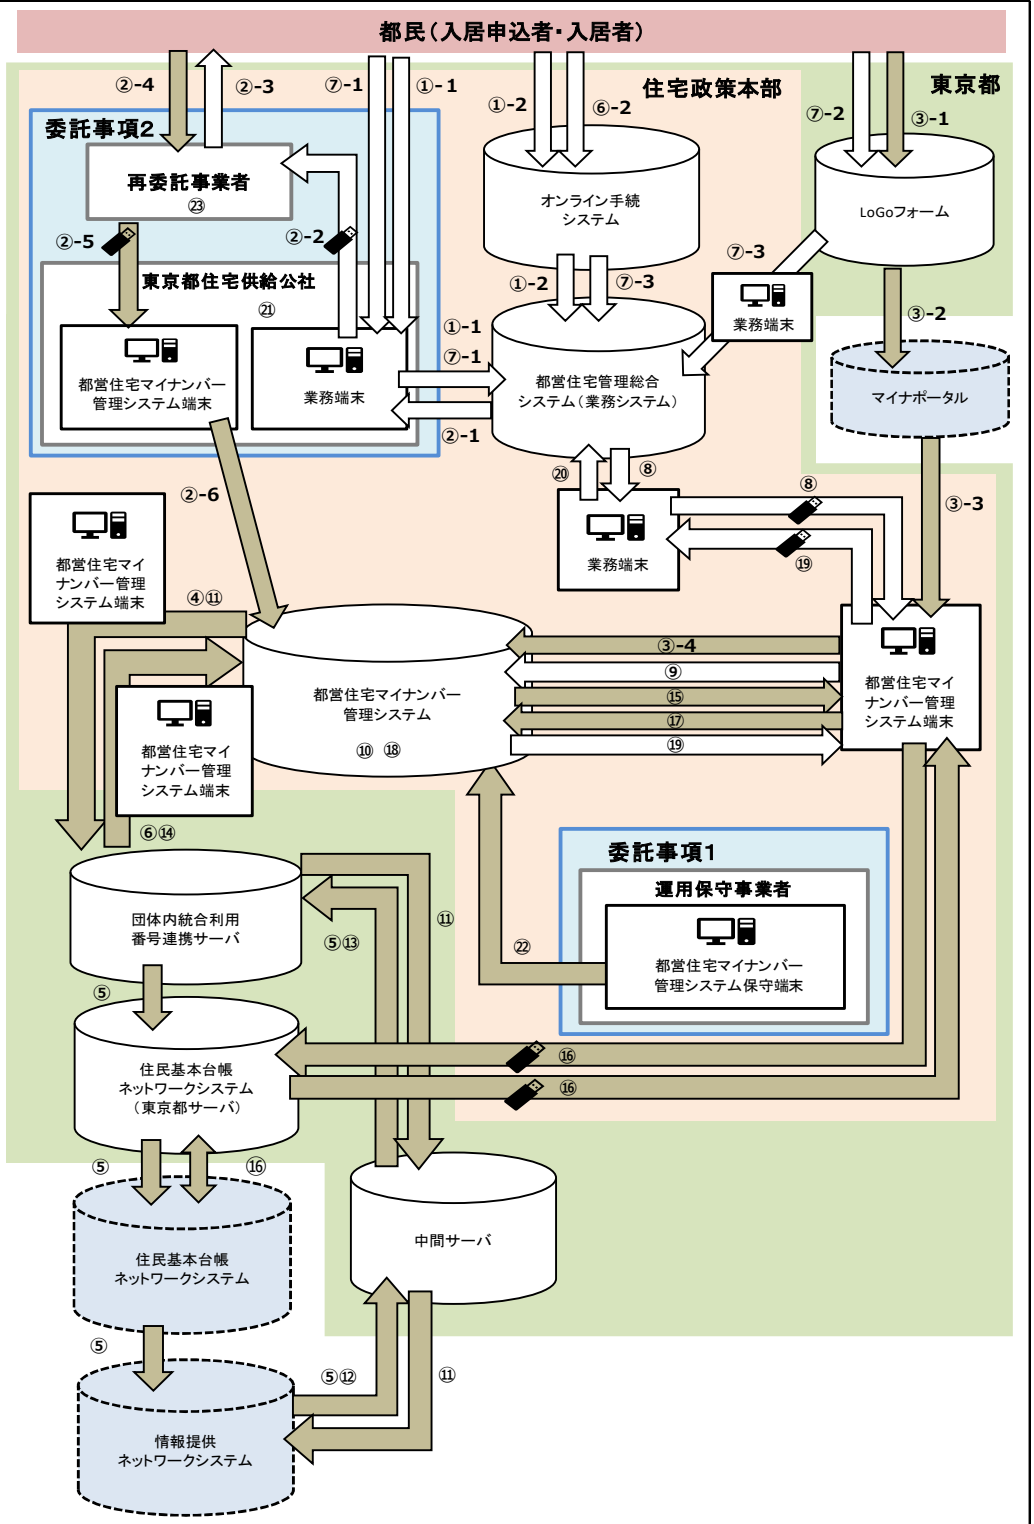 都民（入居申込者・入居者）
②-4
②-3
⑦-1
①-1
①-2
⑥-2
住宅政策本部
東京都
⑦-2
③-1
委託事項2
再委託事業者
㉓
オンライン手続
システム
LoGoフォーム
②-5
②-2
①-2
⑦-3
⑦-3
業務端末
③-2
東京都住宅供給公社
㉑
都営住宅マイナンバー
管理システム端末
業務端末
①-1
⑦-1
②-1
都営住宅管理総合
システム（業務システム）
マイナポータル
②-6
⑳
⑧
業務端末
⑧
⑲
③-3
都営住宅マイ
ナンバー管理
システム端末
④⑪
都営住宅マイナンバー
管理システム
⑩ ⑱
③-4
⑨
⑮
⑰
⑲
都営住宅マイ
ナンバー管理
システム端末
都営住宅マイ
ナンバー管理
システム端末
⑥⑭
委託事項１
運用保守事業者
都営住宅マイナンバー
管理システム保守端末
㉒
団体内統合利用
番号連携サーバ
⑤⑬
⑪
⑤
住民基本台帳
ネットワークシステム
（東京都サーバ）
⑯
⑯
⑤
⑯
住民基本台帳
ネットワークシステム
中間サーバ
⑤
⑤⑫
⑪
情報提供
ネットワークシステム